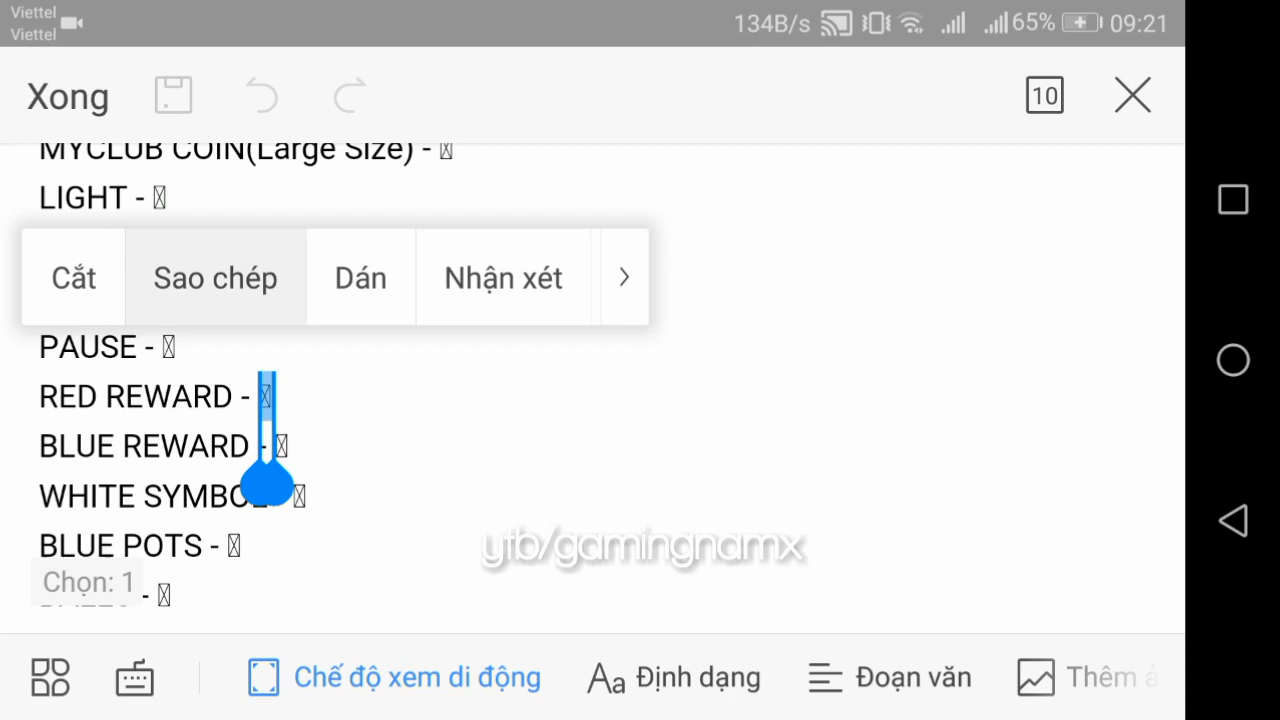 Viettel
Viettel
134B/s 65% 09:21
Xong
10
MYCLUB COIN(Large Size) -
LIGHT -
Cắt Sao chép Dán Nhận xét
PAUSE -
RED REWARD -
BLUE REWARD -
WHITE
BLUE POTS -
Chọn: 1
-
ytb/gamingnamx
Chế độ xem di động Định dạng Đoạn văn Thêm